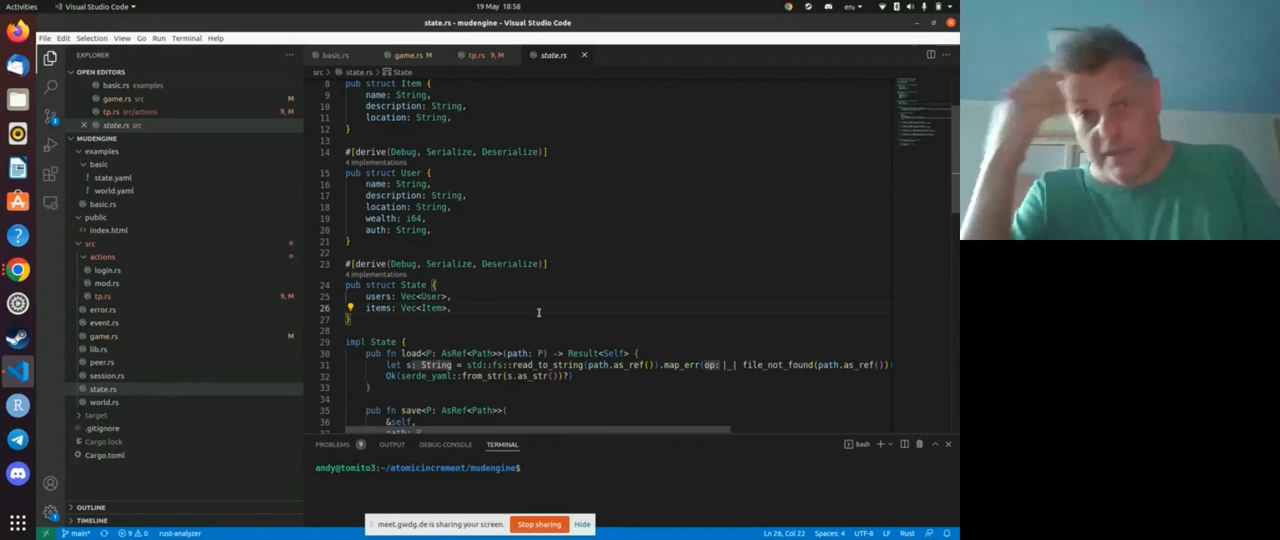 Activities Visual Studio Code 19 May 18:58 en₁
state.rs - mudengine - Visual Studio Code
File Edit Selection View Go Run Terminal Help
EXPLORER
OPEN EDITORS
basic.rs examples
game.rs src M
tp.rs src/actions 9, M
state.rs src
MUDENGINE
examples
basic
state.yaml
world.yaml
basic.rs
public
index.html
src
actions
login.rs
mod.rs
tp.rs 9, M
error.rs
event.rs
game.rs M
lib.rs
peer.rs
session.rs
state.rs
world.rs
target
.gitignore
Cargo.lock
Cargo.toml
OUTLINE
TIMELINE
basic.rs game.rs M tp.rs 9, M state.rs
src > state.rs > State
8 pub struct Item {
9 name: String,
10 description: String,
11 location: String,
12 }
13
14 #[derive(Debug, Serialize, Deserialize)]
4 implementations
15 pub struct User {
16 name: String,
17 description: String,
18 location: String,
19 wealth: i64,
20 auth: String,
21 }
22
23 #[derive(Debug, Serialize, Deserialize)]
4 implementations
24 pub struct State {
25 users: Vec<User>,
26 items: Vec<Item>,
27 }
28
29 impl State {
30 pub fn load<P: AsRef<Path>>(path: P) -> Result<Self> {
31 let s: String = std::fs::read_to_string(path.as_ref()).map_err(op:|_| file_not_found(path.as_ref()))
32 Ok(serde_yaml::from_str(s.as_str())?)
33 }
34
35 pub fn save<P: AsRef<Path>>(
36 &self,
PROBLEMS 9 OUTPUT DEBUG CONSOLE TERMINAL bash
andy@tomito3:~/atomicincrement/mudengine$
meet.gwdg.de is sharing your screen. Stop sharing Hide
main* 9 0 rust-analyzer Ln 26, Col 22 Spaces: 4 UTF-8 LF Rust